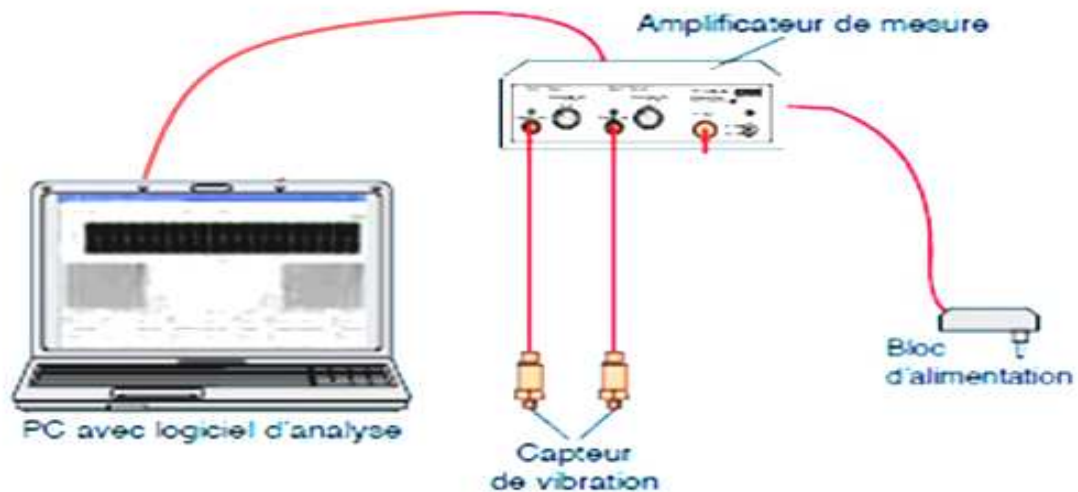 Amplificateur de mesure
Bloc
d'alimentation
PC avec logiciel d'analyse
Capteur
de vibration